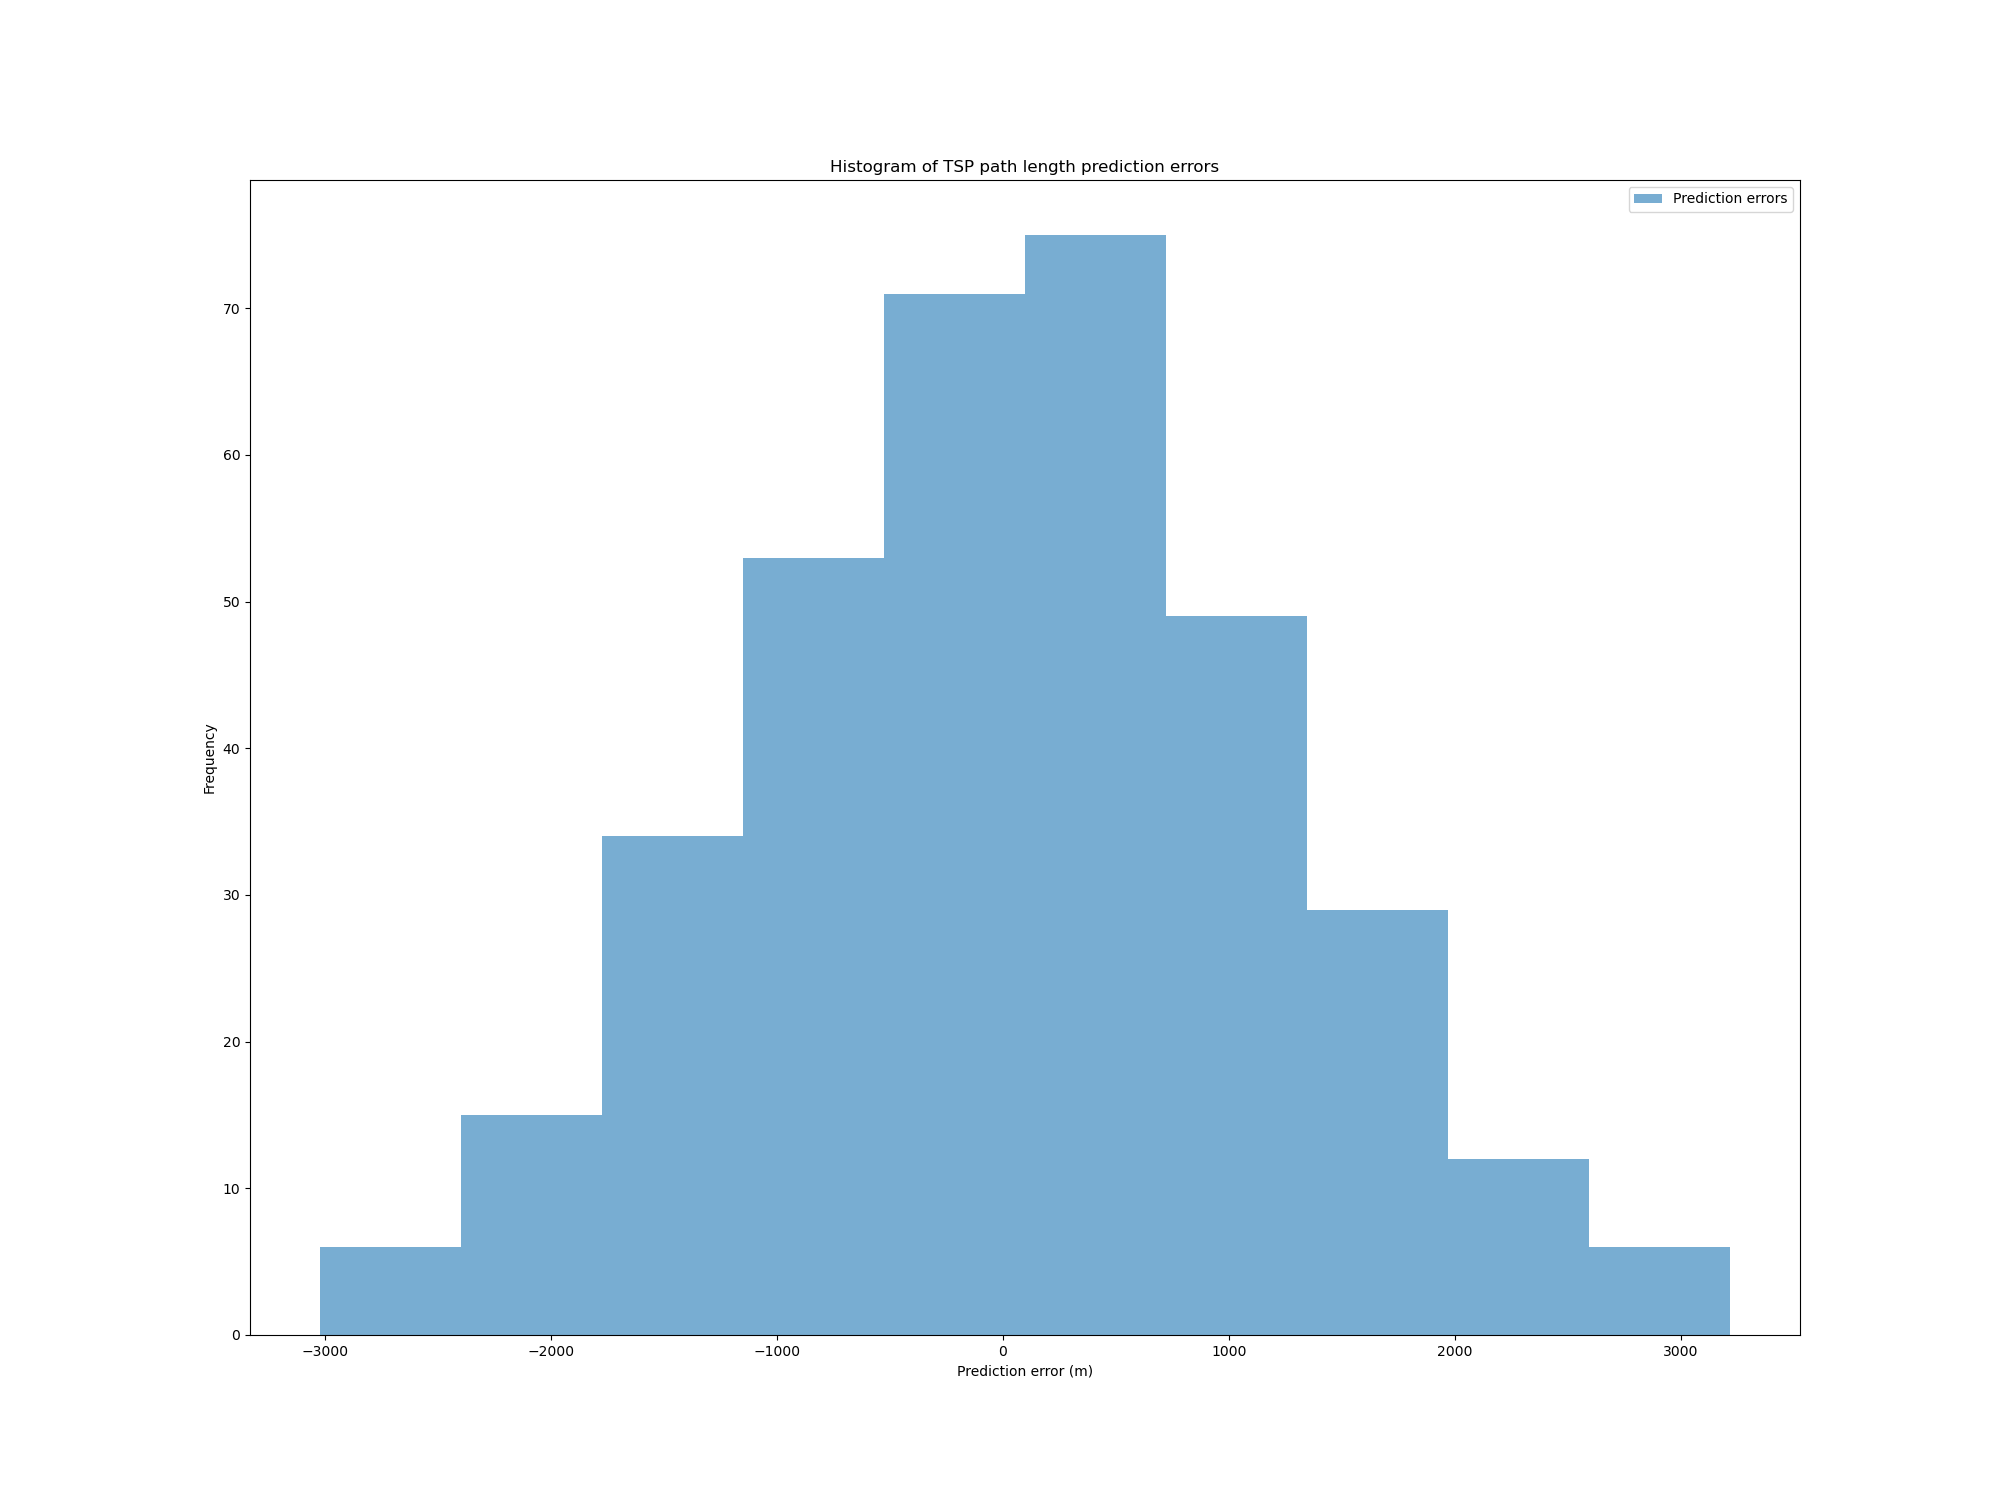 Histogram of TSP path length prediction errors
Prediction errors
70
60
50
40
30
20
10
0
Frequency
−3000 −2000 −1000 0 1000 2000 3000
Prediction error (m)